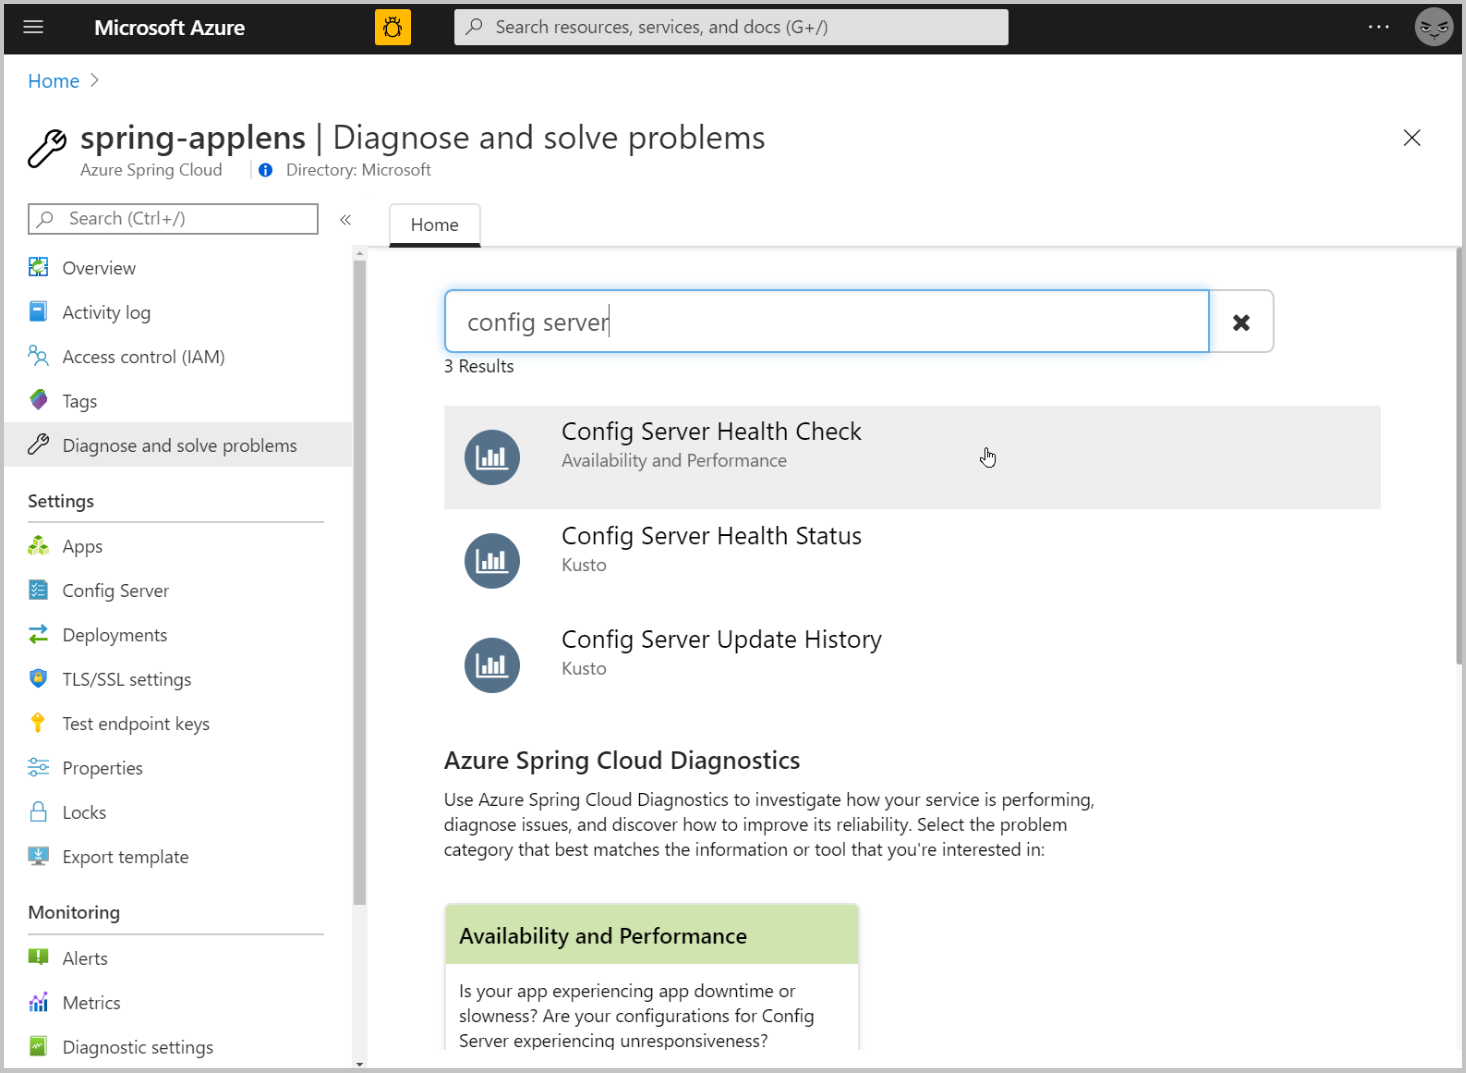 Microsoft Azure
Search resources, services, and docs (G+/)
Home
spring-applens | Diagnose and solve problems
Azure Spring Cloud
Directory: Microsoft
Search (Ctrl+/)
Home
Overview
Activity log
Access control (IAM)
Tags
Diagnose and solve problems
Settings
Apps
Config Server
Deployments
TLS/SSL settings
Test endpoint keys
Properties
Locks
Export template
Monitoring
Alerts
Metrics
Diagnostic settings
config server
3 Results
Config Server Health Check
Availability and Performance
Config Server Health Status
Kusto
Config Server Update History
Kusto
Azure Spring Cloud Diagnostics
Use Azure Spring Cloud Diagnostics to investigate how your service is performing,
diagnose issues, and discover how to improve its reliability. Select the problem
category that best matches the information or tool that you're interested in:
Availability and Performance
Is your app experiencing app downtime or
slowness? Are your configurations for Config
Server experiencing unresponsiveness?